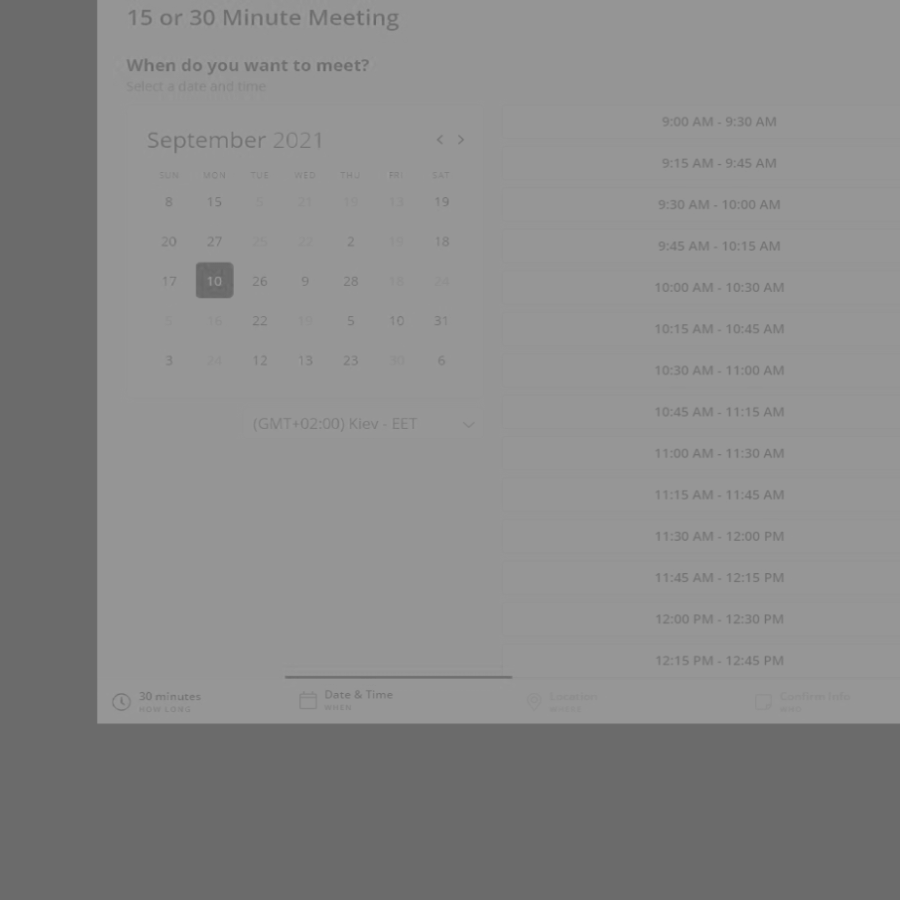 15 or 30 Minute Meeting
When do you want to meet?
Select a date and time
September 2021
SUN MON TUE WED THU FRI SAT
8 15 5 21 19 13 19
20 27 25 22 2 18
17 10 26 9 28 18 24
16 22 19 5 10 31
3 24 12 13 23 30 6
(GMT+02:00) Kiev - EET
9:00 AM - 9:30 AM
9:15 AM - 9:45 AM
9:30 AM - 10:00 AM
9:45 AM - 10:15 AM
10:00 AM - 10:30 AM
10:15 AM - 10:45 AM
10:30 AM - 11:00 AM
10:45 AM - 11:15 AM
11:00 AM - 11:30 AM
11:15 AM - 11:45 AM
11:30 AM - 12:00 PM
11:45 AM - 12:15 PM
12:00 PM - 12:30 PM
12:15 PM - 12:45 PM
30 minutes
HOW LONG
Date & Time
WHEN
Location
WHERE
Confirm Info